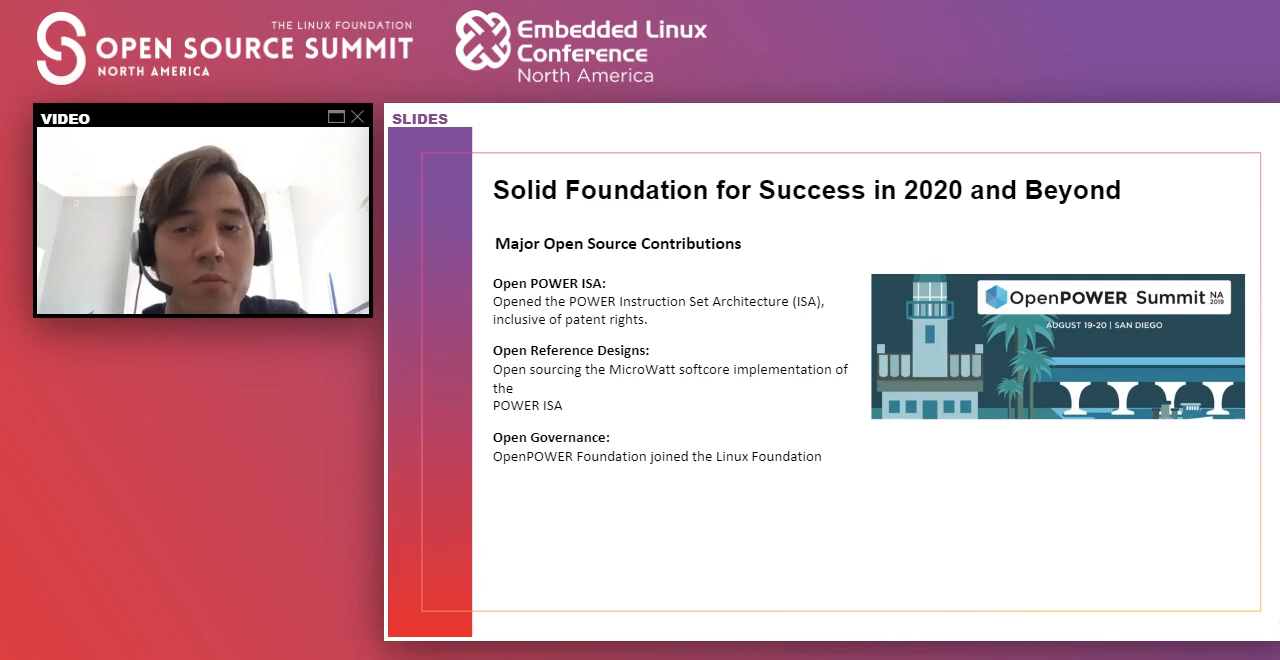 THE LINUX FOUNDATION
OPEN SOURCE SUMMIT
NORTH AMERICA
Embedded Linux
Conference
North America
VIDEO
SLIDES
Solid Foundation for Success in 2020 and Beyond
Major Open Source Contributions
Open POWER ISA:
Opened the POWER Instruction Set Architecture (ISA),
inclusive of patent rights.
Open Reference Designs:
Open sourcing the MicroWatt softcore implementation of
the
POWER ISA
Open Governance:
OpenPOWER Foundation joined the Linux Foundation
OpenPOWER Summit NA
2019
AUGUST 19-20 | SAN DIEGO